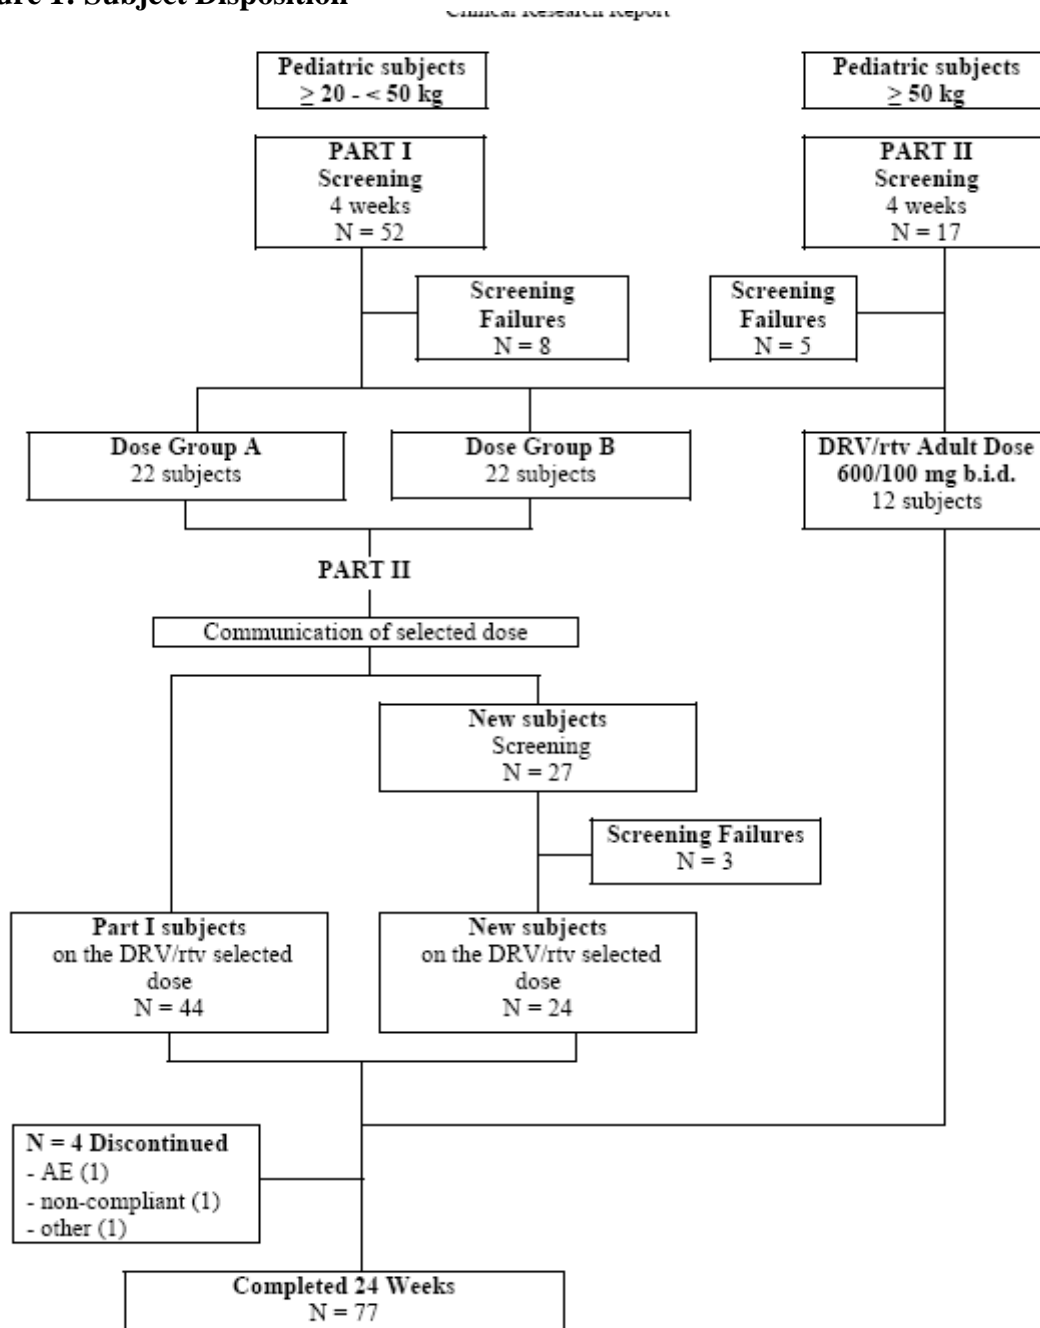 ure 1: Subject Disposition
Clinical Research Report
Pediatric subjects
≥ 20 - < 50 kg
Pediatric subjects
≥ 50 kg
PART I
Screening
4 weeks
N = 52
PART II
Screening
4 weeks
N = 17
Screening
Failures
N = 8
Screening
Failures
N = 5
Dose Group A
22 subjects
Dose Group B
22 subjects
DRV/rtv Adult Dose
600/100 mg b.i.d.
12 subjects
PART II
Communication of selected dose
New subjects
Screening
N = 27
Screening Failures
N = 3
Part I subjects
on the DRV/rtv selected
dose
N = 44
New subjects
on the DRV/rtv selected
dose
N = 24
N = 4 Discontinued
- AE (1)
- non-compliant (1)
- other (1)
Completed 24 Weeks
N = 77